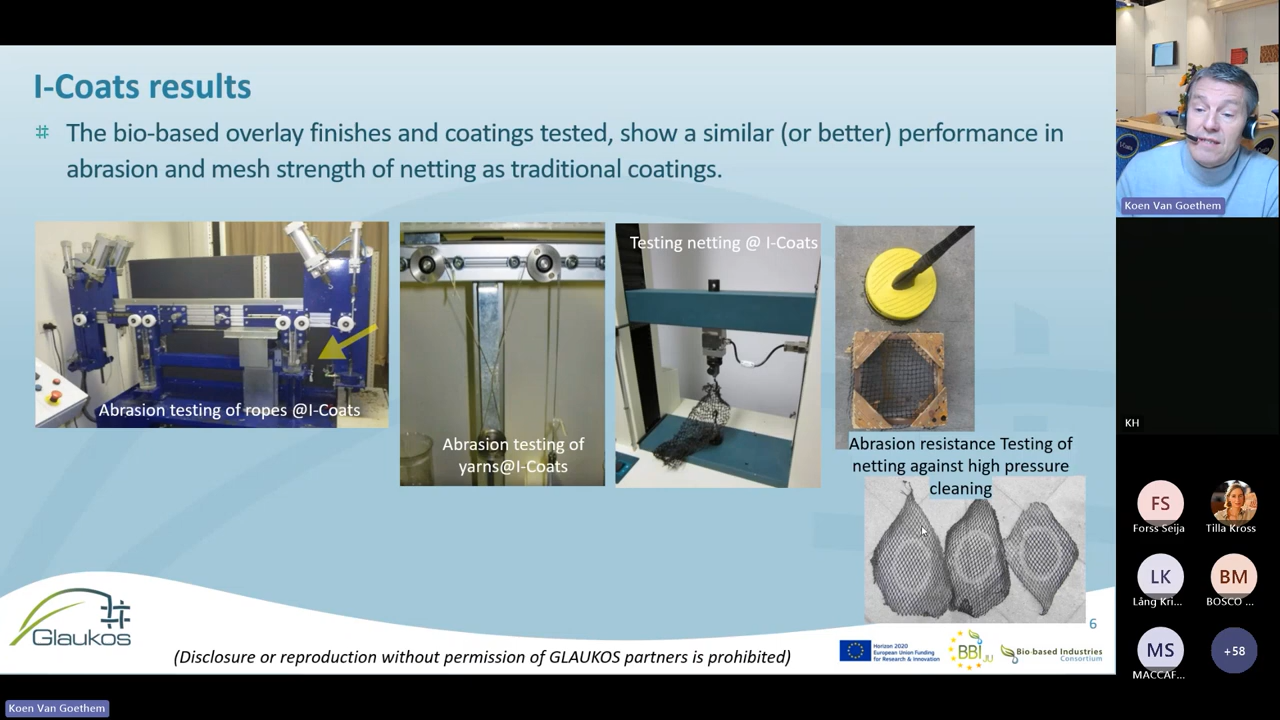 I-Coats results
The bio-based overlay finishes and coatings tested, show a similar (or better) performance in
abrasion and mesh strength of netting as traditional coatings.
Abrasion testing of ropes @I-Coats
Abrasion testing of
yarns@I-Coats
Testing netting @ I-Coats
Abrasion resistance Testing of
netting against high pressure
cleaning
6
Glaukos
(Disclosure or reproduction without permission of GLAUKOS partners is prohibited)
Horizon 2020
European Union Funding
for Research & Innovation
BBI JU
Bio-based Industries
Consortium
Koen Van Goethem
KH
FS
Forss Seija
Tilla Kross
LK
Lång Kri...
BM
BOSCO ...
MS
MACCAF...
+58
Koen Van Goethem